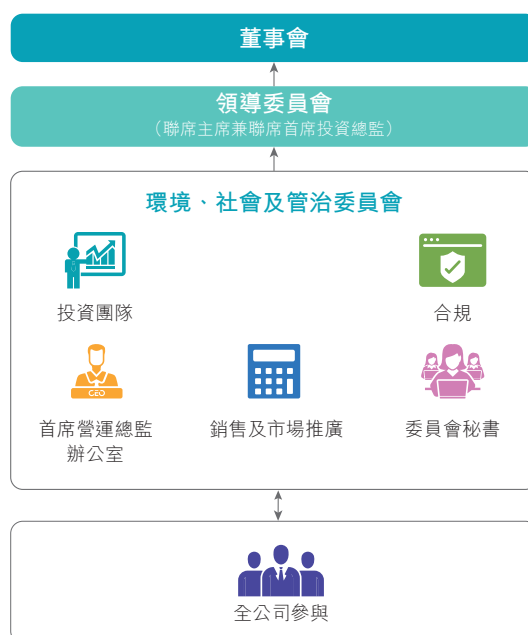 董事會
領導委員會
（聯席主席兼聯席首席投資總監）
環境、社會及管治委員會
投資團隊
合規
CEO
首席營運總監
辦公室
銷售及市場推廣
委員會秘書
全公司參與